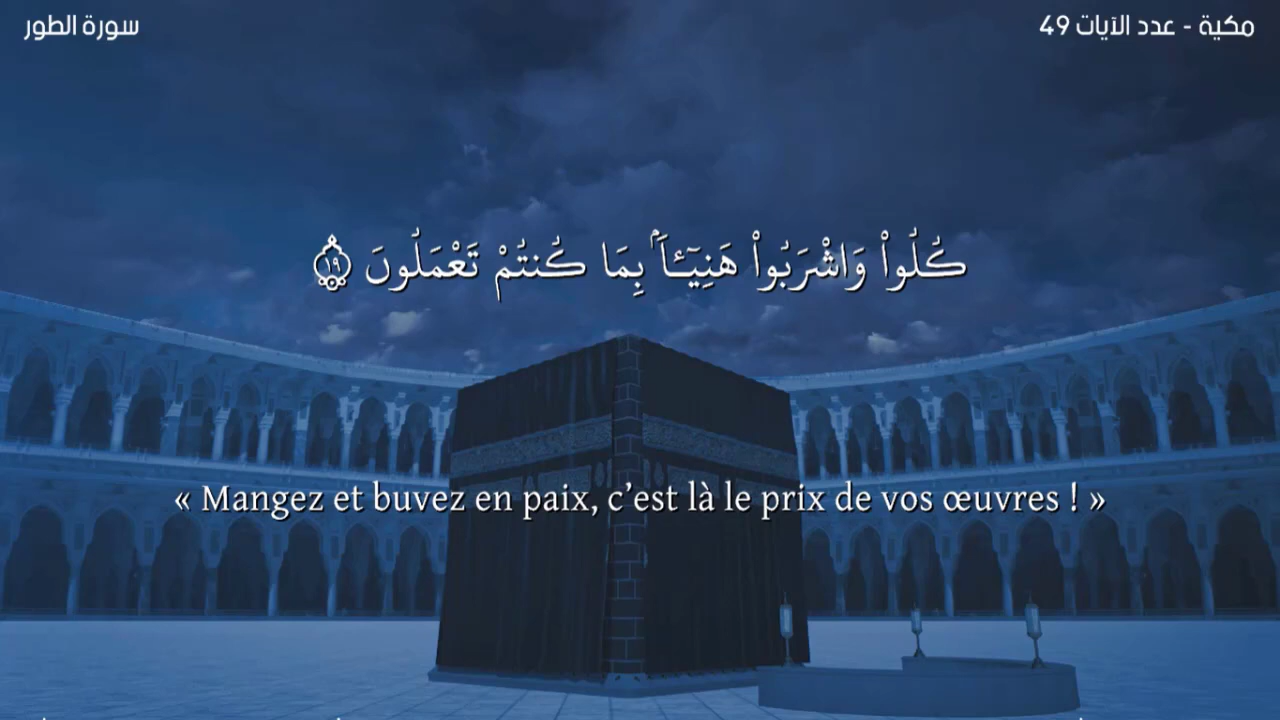 سورة الطور
مكية - عدد الآيات 49
كُلُوا۟ وَاشْرَبُوا۟ هَنِيٓـَٔاۢ بِمَا كُنتُمْ تَعْمَلُونَ ١٩
« Mangez et buvez en paix, c’est là le prix de vos œuvres ! »